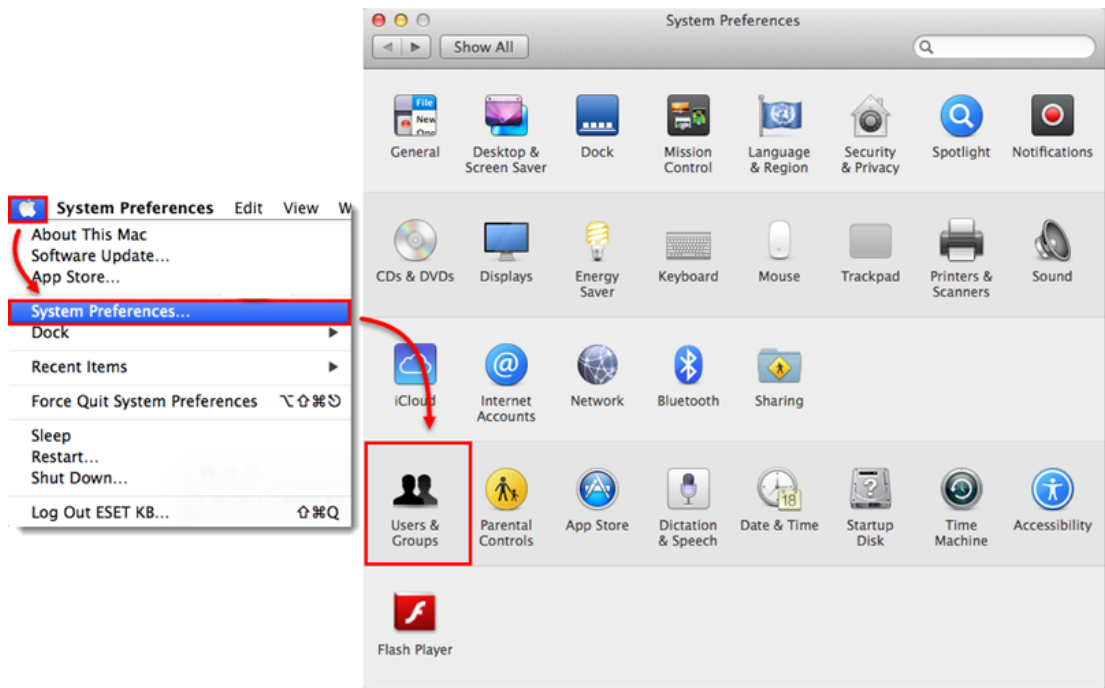 System Preferences
Show All
File
New
General
Desktop &
Screen Saver
Dock
Mission
Control
Language
& Region
Security
& Privacy
Spotlight
Notifications
System Preferences Edit View W
About This Mac
Software Update...
App Store...
System Preferences...
Dock
Recent Items
Force Quit System Preferences ⌥⇧⌘⎋
Sleep
Restart...
Shut Down...
Log Out ESET KB... ⇧⌘Q
CDs & DVDs
Displays
Energy
Saver
Keyboard
Mouse
Trackpad
Printers &
Scanners
Sound
iCloud
Internet
Accounts
Network
Bluetooth
Sharing
Users &
Groups
Parental
Controls
App Store
Dictation
& Speech
18
Date & Time
Startup
Disk
Time
Machine
Accessibility
Flash Player